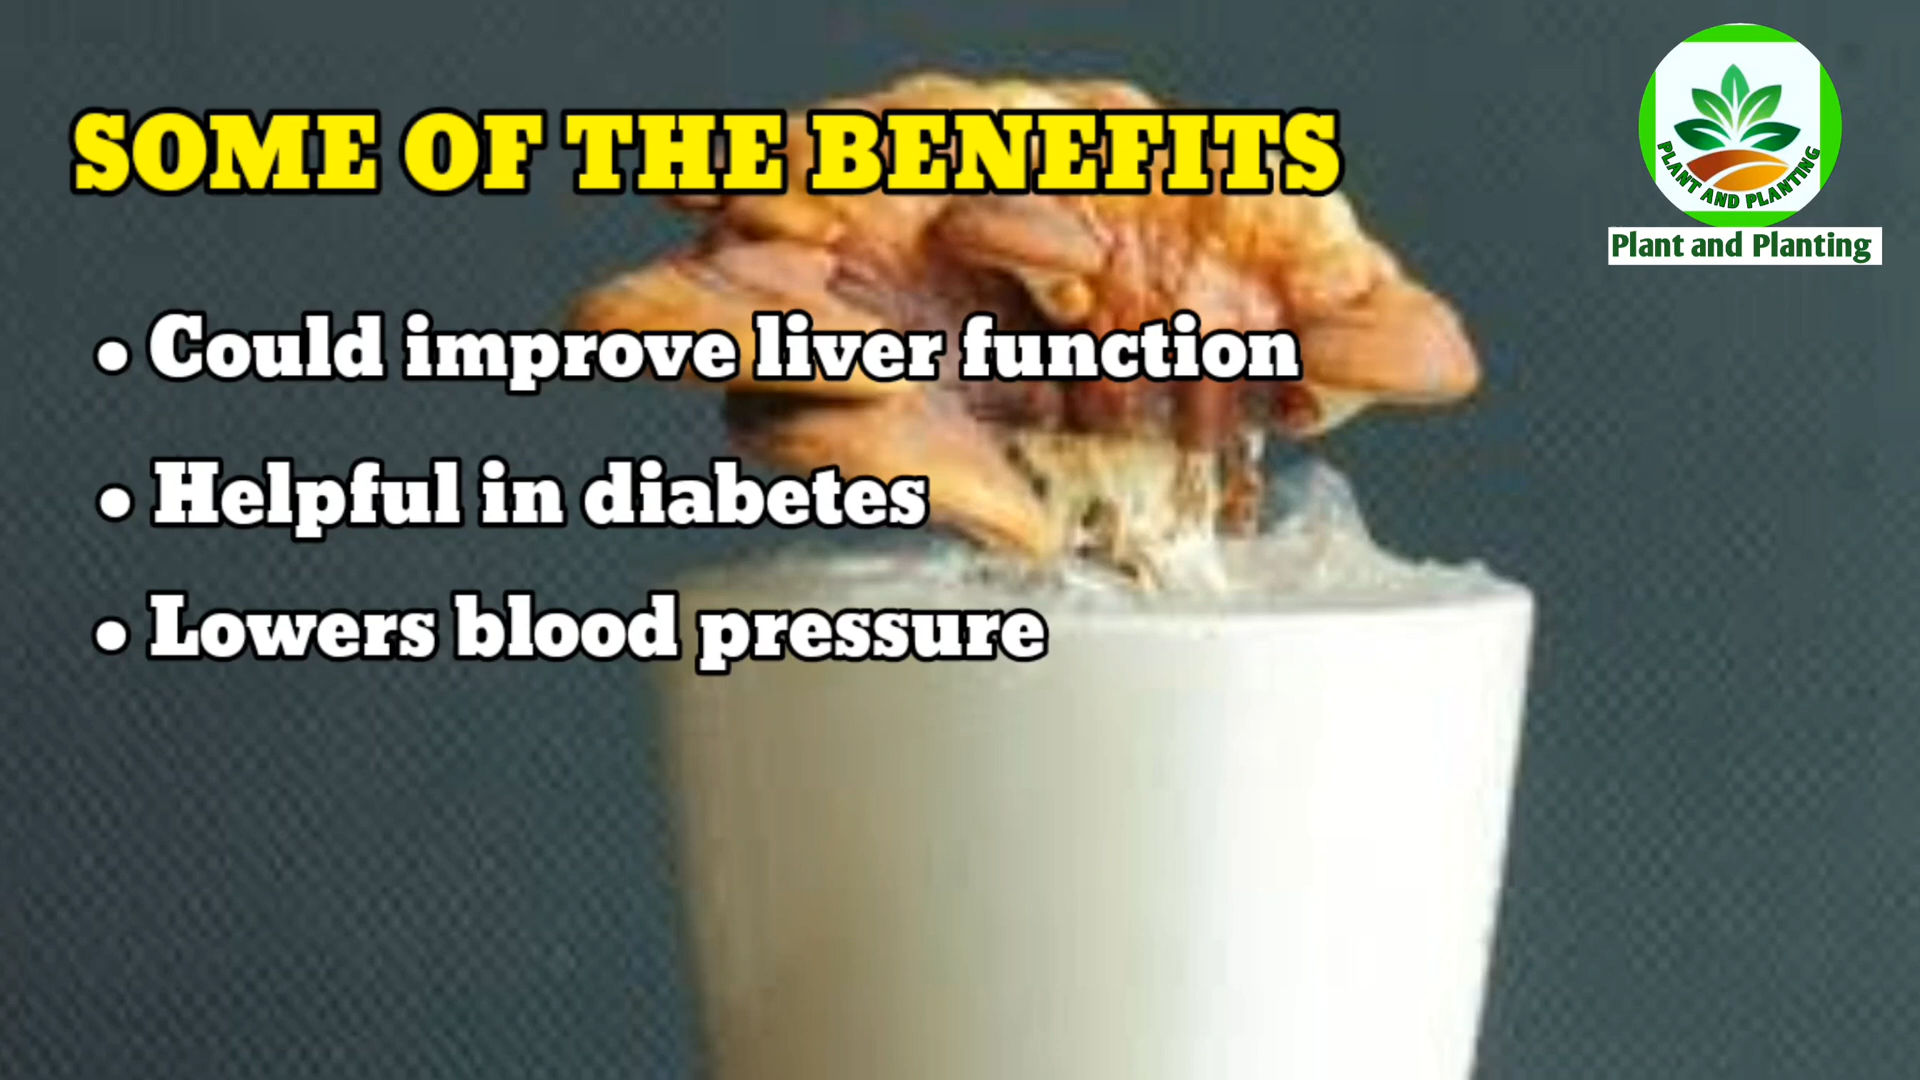 SOME OF THE BENEFITS
• Could improve liver function
• Helpful in diabetes
• Lowers blood pressure
PLANT AND PLANTING
Plant and Planting